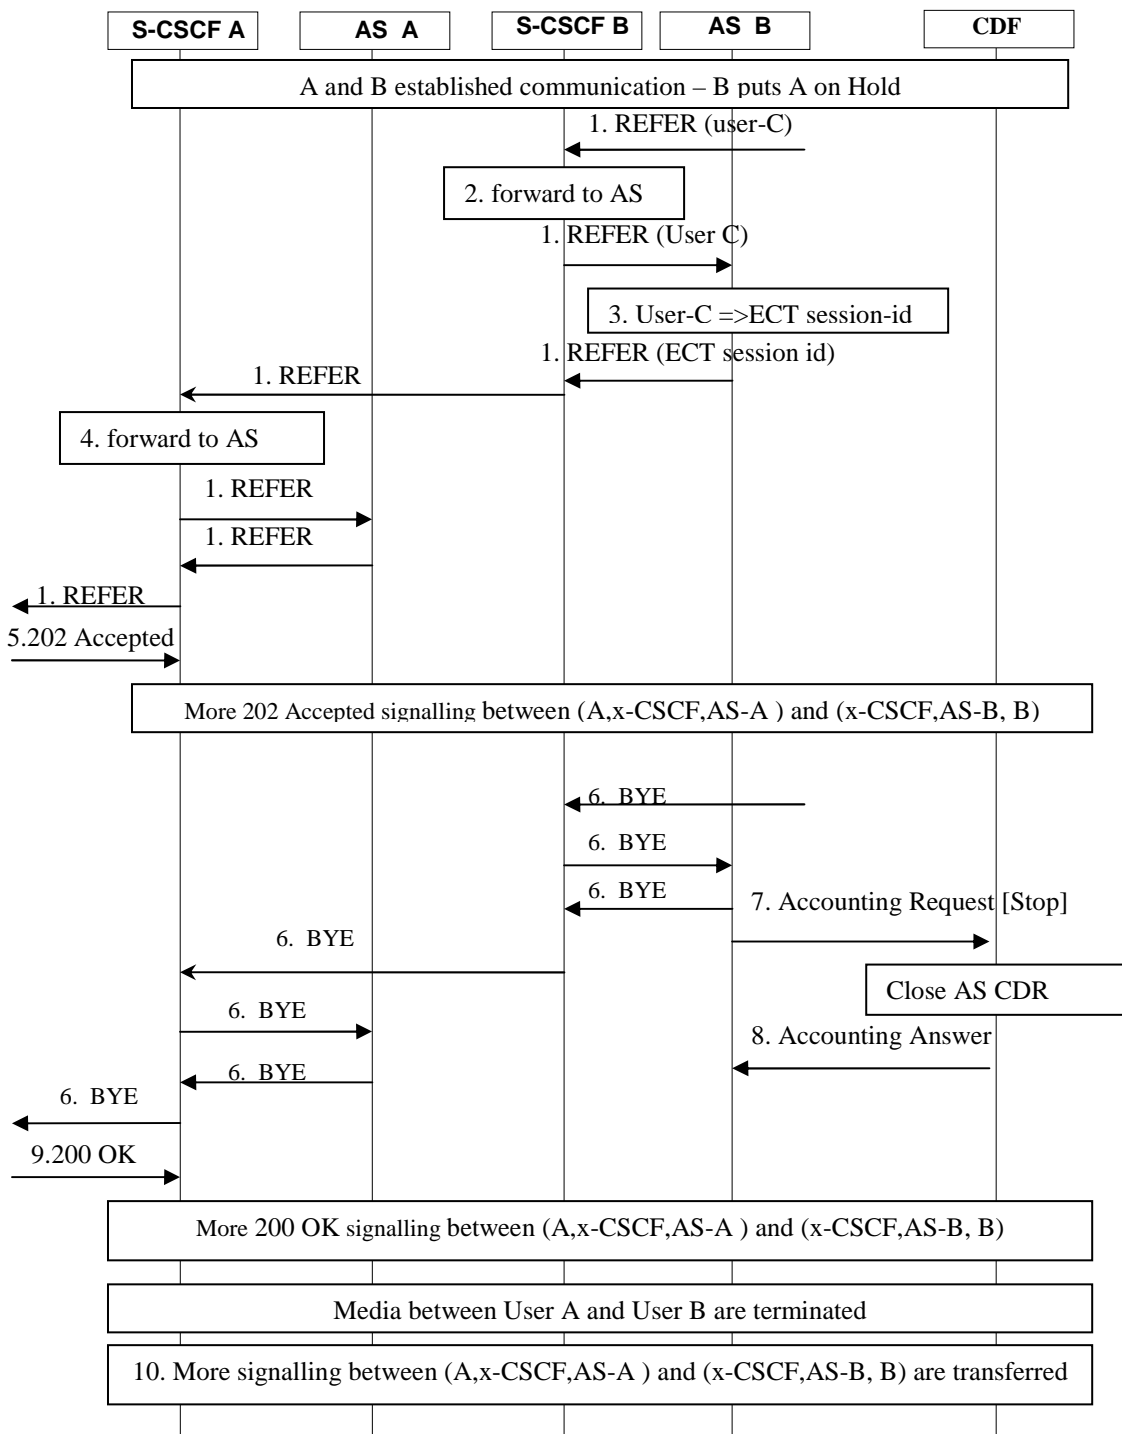 S-CSCF A
AS A
S-CSCF B
AS B
CDF
A and B established communication – B puts A on Hold
1. REFER (user-C)
2. forward to AS
1. REFER (User C)
3. User-C =>ECT session-id
1. REFER (ECT session id)
1. REFER
4. forward to AS
1. REFER
1. REFER
1. REFER
5.202 Accepted
More 202 Accepted signalling between (A,x-CSCF,AS-A ) and (x-CSCF,AS-B, B)
6. BYE
6. BYE
6. BYE
7. Accounting Request [Stop]
6. BYE
Close AS CDR
6. BYE
8. Accounting Answer
6. BYE
6. BYE
9.200 OK
More 200 OK signalling between (A,x-CSCF,AS-A ) and (x-CSCF,AS-B, B)
Media between User A and User B are terminated
10. More signalling between (A,x-CSCF,AS-A ) and (x-CSCF,AS-B, B) are transferred